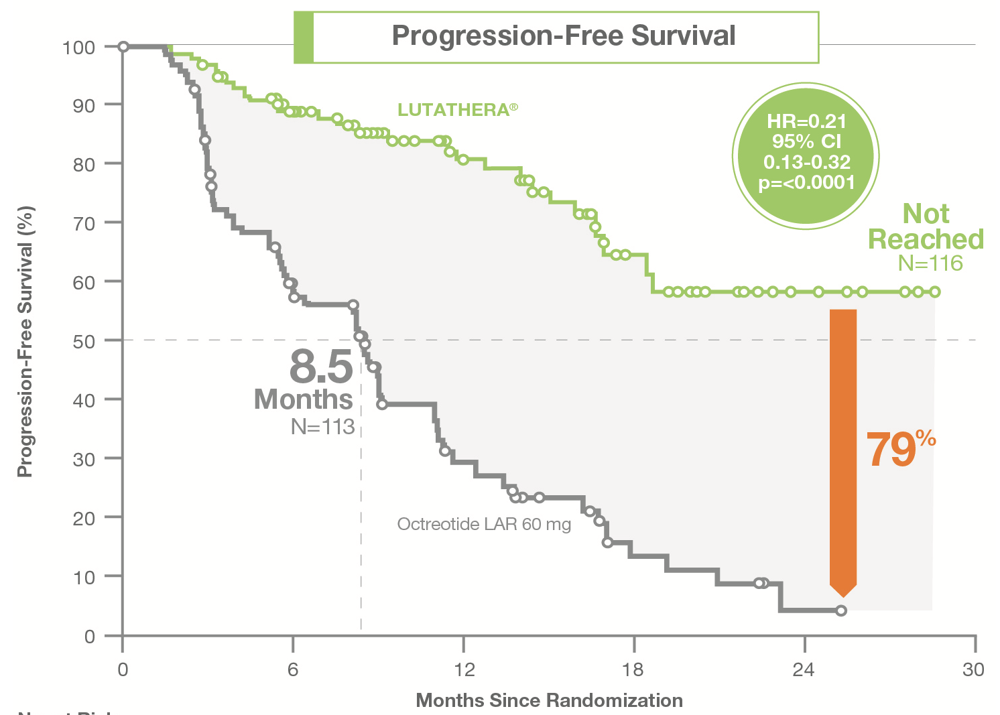 Progression-Free Survival
100
90
80
70
60
50
40
30
20
10
0
Progression-Free Survival (%)
LUTATHERA®
HR=0.21
95% CI
0.13-0.32
p=<0.0001
Not
Reached
N=116
8.5
Months
N=113
79%
Octreotide LAR 60 mg
0 6 12 18 24 30
Months Since Randomization